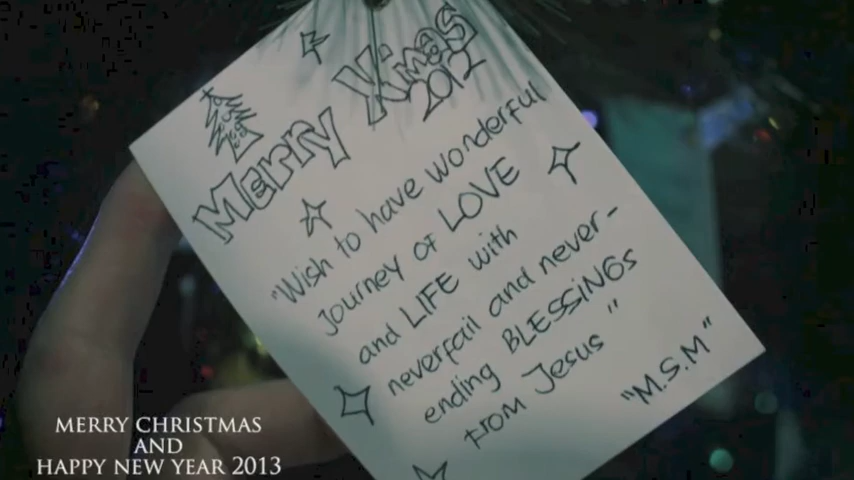 Merry X'mas
2012
"Wish to have wonderful
Journey of LOVE
and LIFE with
neverfail and never-
ending BLESSINGS
From Jesus"
"M.S.M"
MERRY CHRISTMAS
AND
HAPPY NEW YEAR 2013